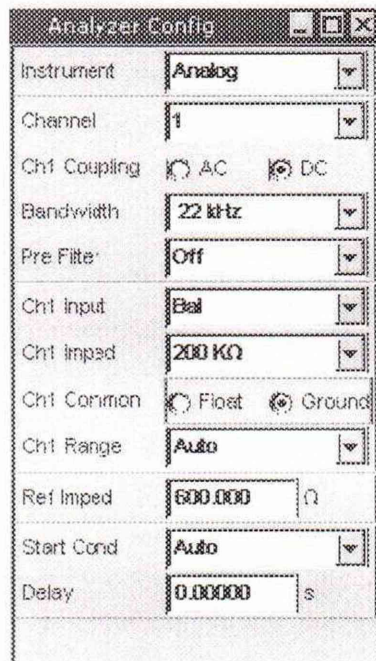 Analyzer Config
Instrument Analog
Channel 1
Ch1 Coupling AC DC
Bandwidth 22 kHz
Pre Filter Off
Ch1 Input Bal
Ch1 Imped 200 KΩ
Ch1 Common Float Ground
Ch1 Range Auto
Ref Imped 600.000 Ω
Start Cond Auto
Delay 0.00000 s